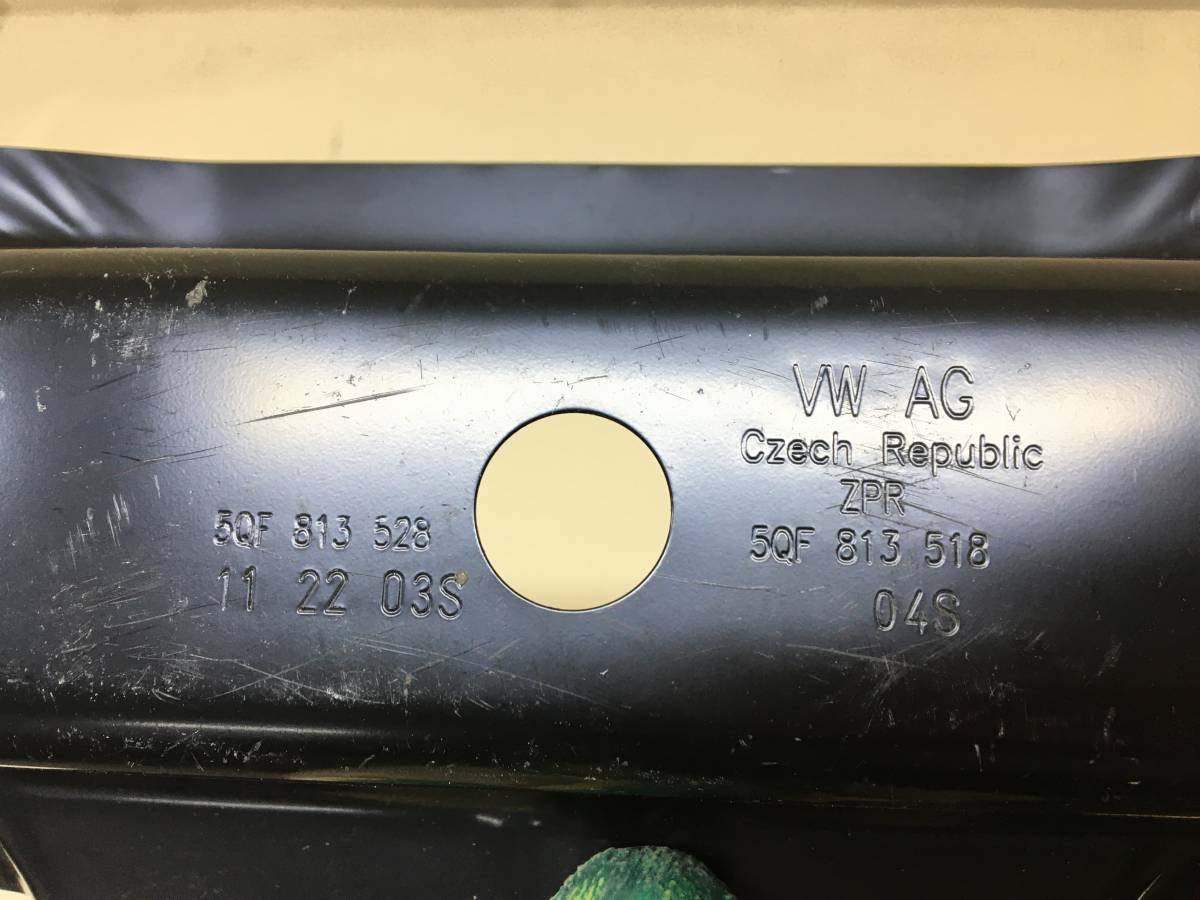 VW AG
Czech Republic
ZPR
5QF 813 518
04S
5QF 813 528
11 22 03S